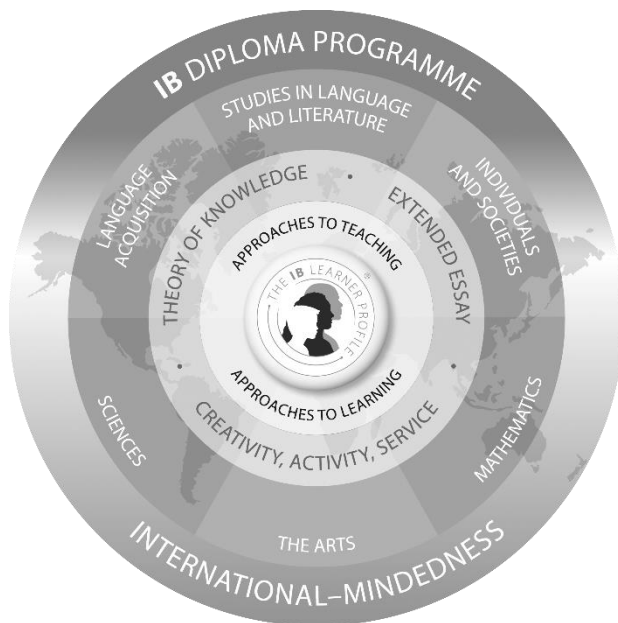 IB DIPLOMA PROGRAMME
STUDIES IN LANGUAGE
AND LITERATURE
LANGUAGE
ACQUISITION
INDIVIDUALS
AND SOCIETIES
THEORY OF KNOWLEDGE
EXTENDED ESSAY
APPROACHES TO TEACHING
THE IB LEARNER PROFILE
®
APPROACHES TO LEARNING
CREATIVITY, ACTIVITY, SERVICE
SCIENCES
MATHEMATICS
THE ARTS
INTERNATIONAL–MINDEDNESS